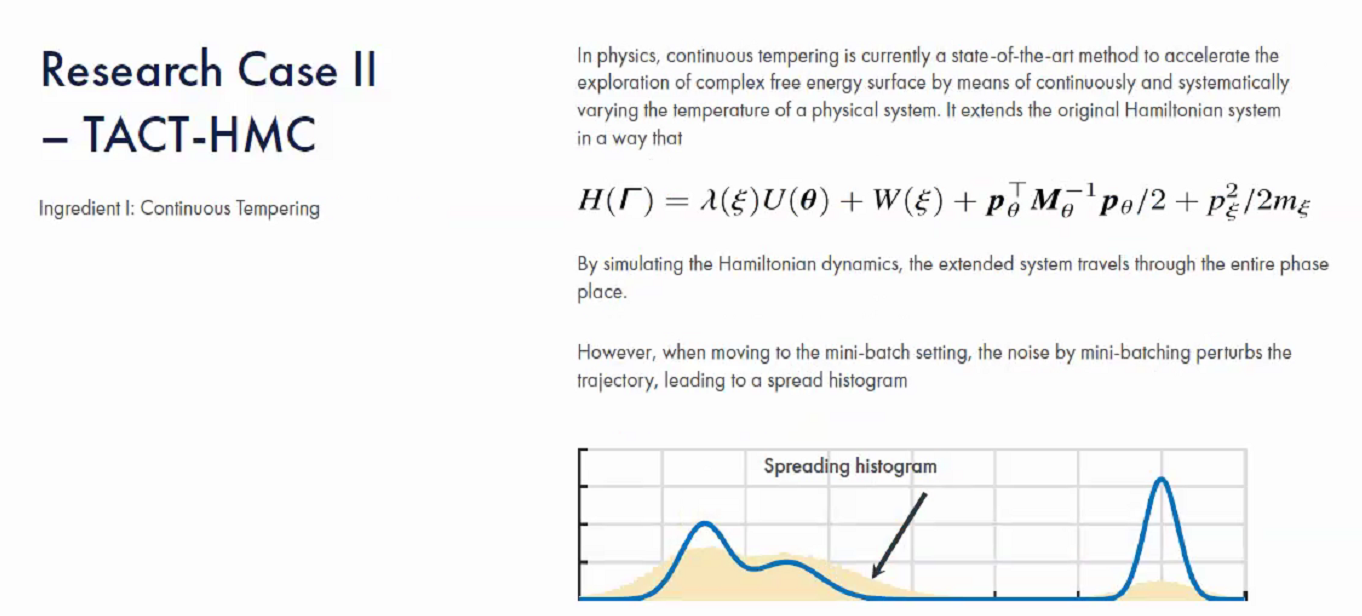 Research Case II
– TACT-HMC
Ingredient I: Continuous Tempering
In physics, continuous tempering is currently a state-of-the-art method to accelerate the
exploration of complex free energy surface by means of continuously and systematically
varying the temperature of a physical system. It extends the original Hamiltonian system
in a way that
H(Γ) = λ(ξ)U(θ) + W(ξ) + p_θ^⊤ M_θ^{−1} p_θ/2 + p_ξ^2/2m_ξ
By simulating the Hamiltonian dynamics, the extended system travels through the entire phase
place.
However, when moving to the mini-batch setting, the noise by mini-batching perturbs the
trajectory, leading to a spread histogram
Spreading histogram